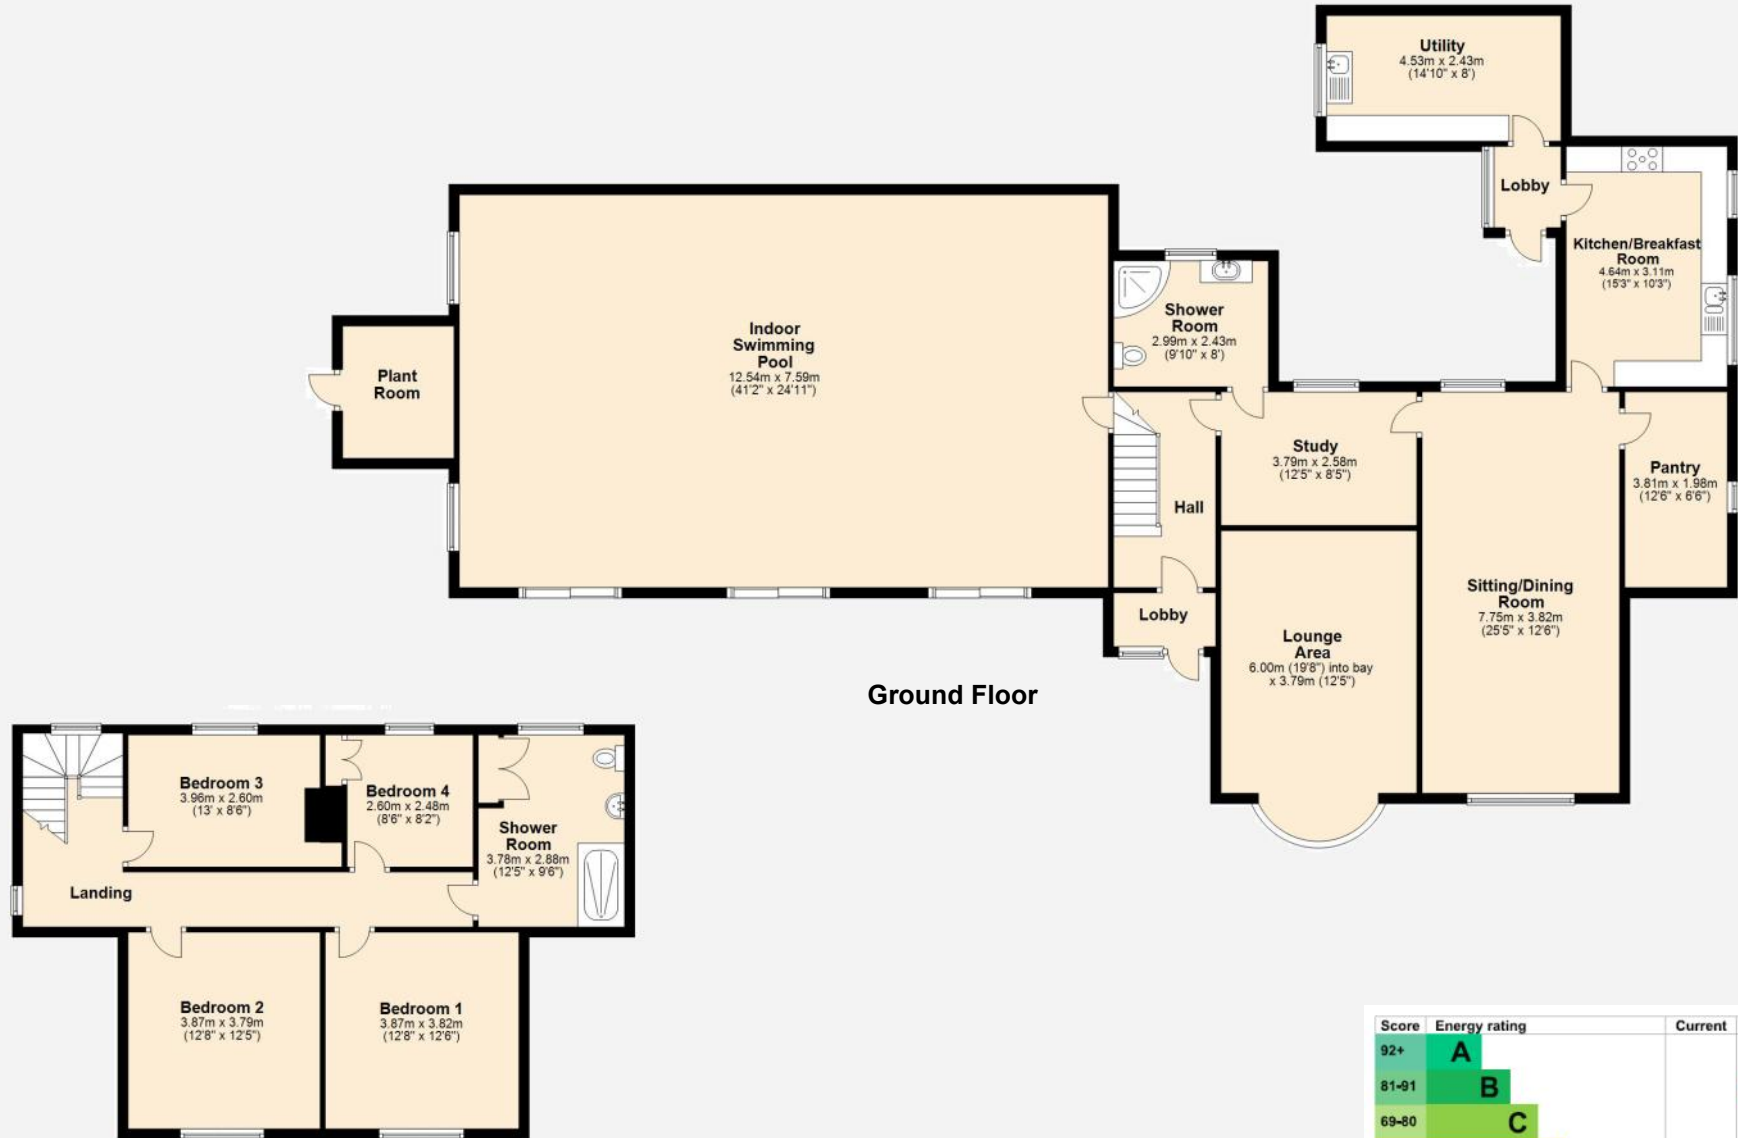 Utility
4.53m x 2.43m
(14'10" x 8')
Lobby
Kitchen/Breakfast
Room
4.64m x 3.11m
(15'3" x 10'3")
Indoor
Swimming
Pool
12.54m x 7.59m
(41'2" x 24'11")
Shower
Room
2.99m x 2.43m
(9'10" x 8')
Plant
Room
Study
3.79m x 2.58m
(12'5" x 8'5")
Pantry
3.81m x 1.98m
(12'6" x 6'6")
Hall
Sitting/Dining
Room
7.75m x 3.82m
(25'5" x 12'6")
Lobby
Lounge
Area
6.00m (19'8") into bay
x 3.79m (12'5")
Ground Floor
Bedroom 3
3.96m x 2.60m
(13' x 8'6")
Bedroom 4
2.60m x 2.48m
(8'6" x 8'2")
Shower
Room
3.78m x 2.88m
(12'5" x 9'6")
Landing
Bedroom 2
3.87m x 3.79m
(12'8" x 12'5")
Bedroom 1
3.87m x 3.82m
(12'8" x 12'6")
Score Energy rating Current
92+ A
81-91 B
69-80 C